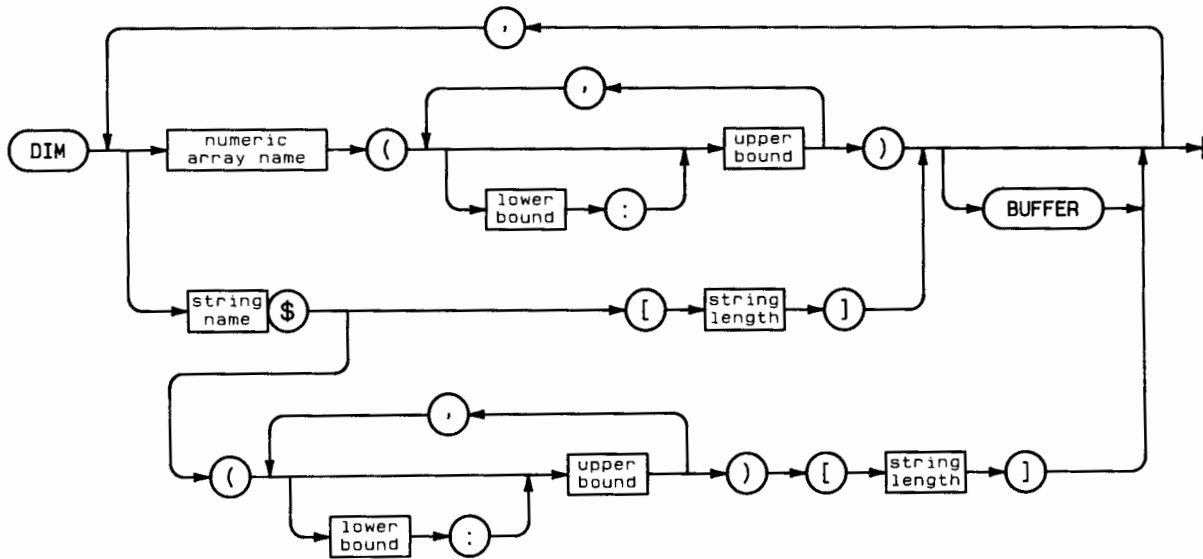 ,
,
DIM
numeric
array name
(
upper
bound
)
lower
bound
:
BUFFER
string
name
$
[
string
length
]
,
(
upper
bound
)
[
string
length
]
lower
bound
: